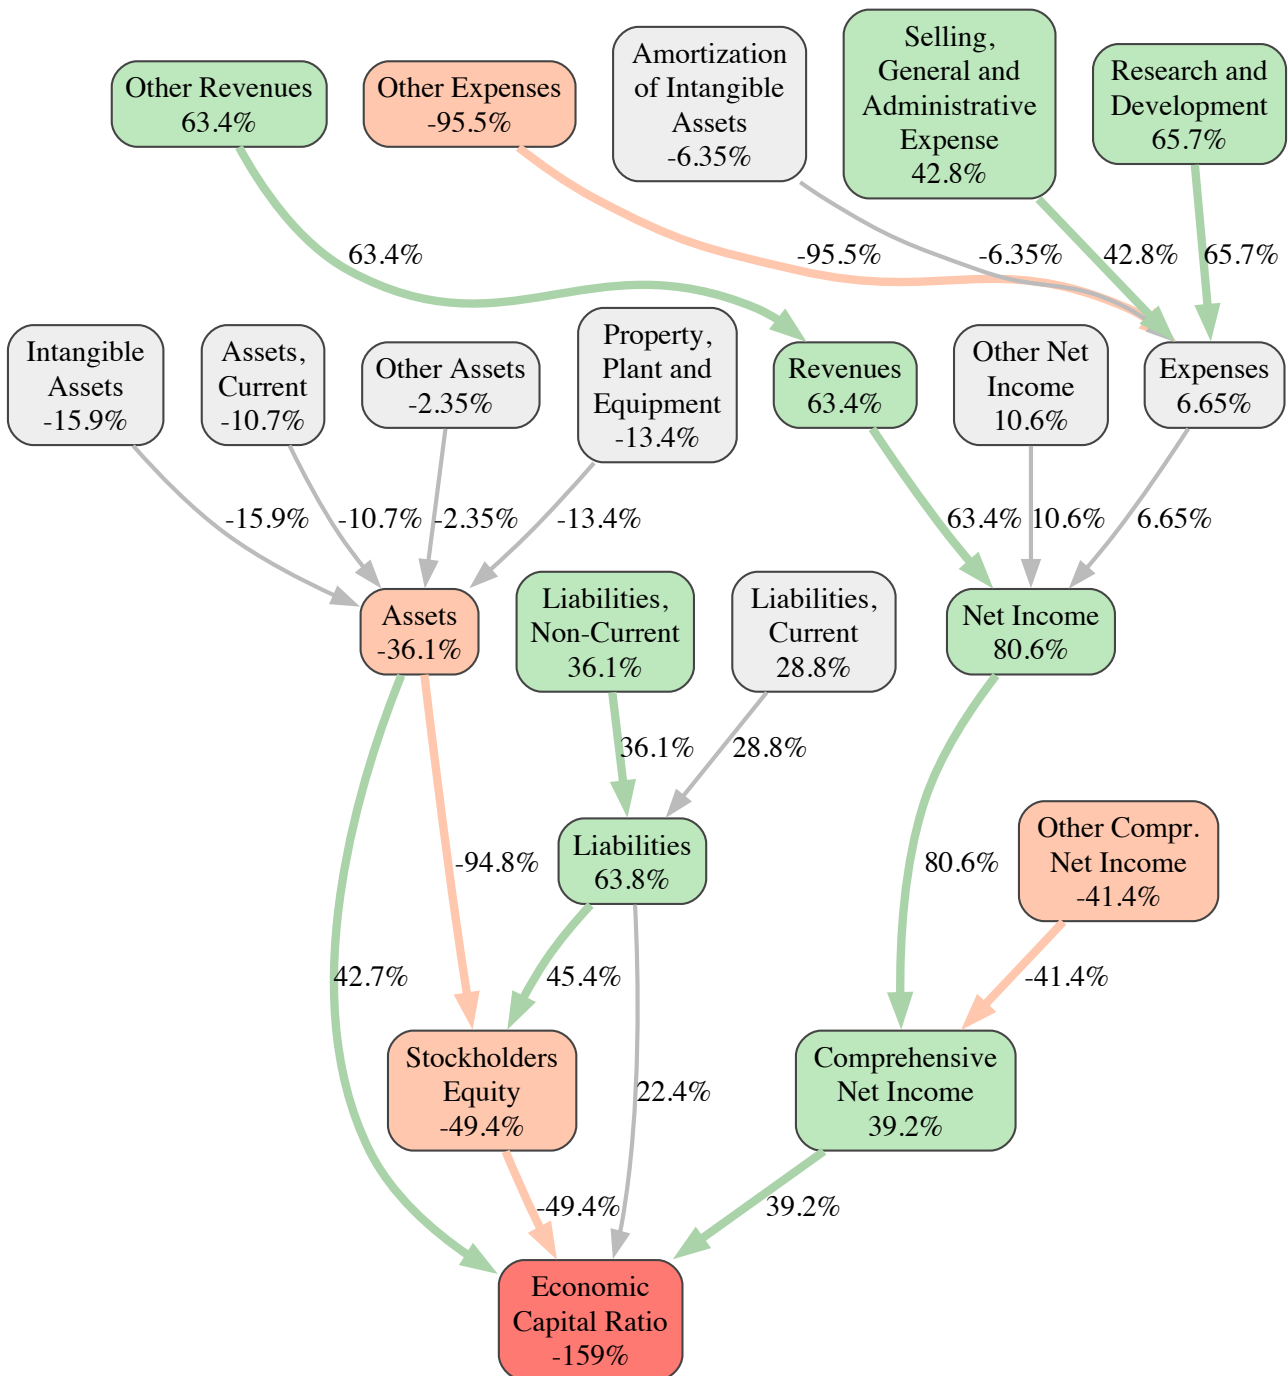 Other Revenues
63.4%
Other Expenses
-95.5%
Amortization
of Intangible
Assets
-6.35%
Selling,
General and
Administrative
Expense
42.8%
Research and
Development
65.7%
63.4%
-95.5%
-6.35%
42.8%
65.7%
Intangible
Assets
-15.9%
Assets,
Current
-10.7%
Other Assets
-2.35%
Property,
Plant and
Equipment
-13.4%
Revenues
63.4%
Other Net
Income
10.6%
Expenses
6.65%
-15.9%
-10.7%
-2.35%
-13.4%
63.4%
10.6%
6.65%
Assets
-36.1%
Liabilities,
Non-Current
36.1%
Liabilities,
Current
28.8%
Net Income
80.6%
36.1%
28.8%
Liabilities
63.8%
Other Compr.
Net Income
-41.4%
-94.8%
80.6%
42.7%
45.4%
-41.4%
Stockholders
Equity
-49.4%
22.4%
Comprehensive
Net Income
39.2%
-49.4%
39.2%
Economic
Capital Ratio
-159%